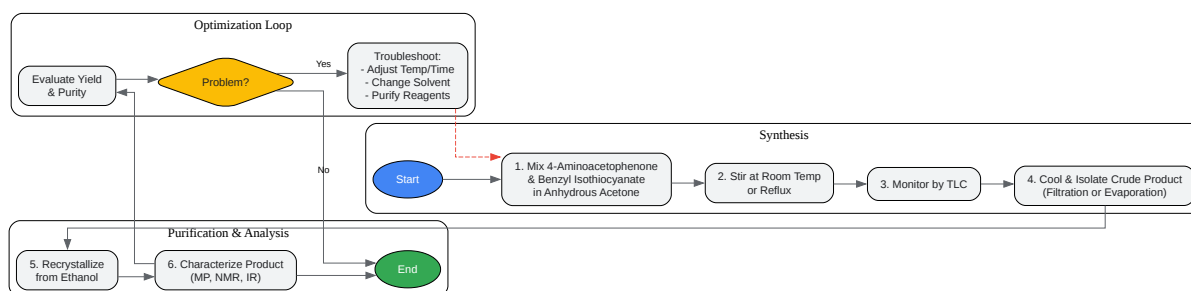 Optimization Loop
Evaluate Yield
& Purity
Problem?
Yes
Troubleshoot:
- Adjust Temp/Time
- Change Solvent
- Purify Reagents
No
Synthesis
Start
1. Mix 4-Aminoacetophenone
& Benzyl Isothiocyanate
in Anhydrous Acetone
2. Stir at Room Temp
or Reflux
3. Monitor by TLC
4. Cool & Isolate Crude Product
(Filtration or Evaporation)
Purification & Analysis
5. Recrystallize
from Ethanol
6. Characterize Product
(MP, NMR, IR)
End